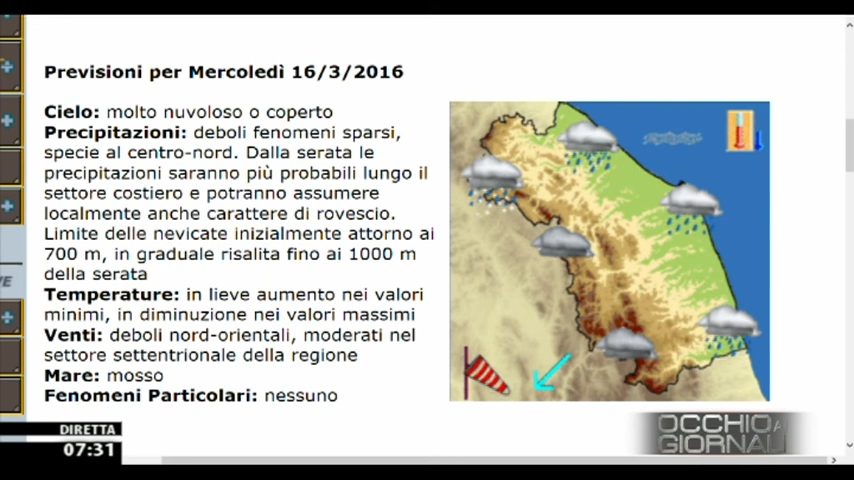 Previsioni per Mercoledì 16/3/2016
Cielo: molto nuvoloso o coperto
Precipitazioni: deboli fenomeni sparsi,
specie al centro-nord. Dalla serata le
precipitazioni saranno più probabili lungo il
settore costiero e potranno assumere
localmente anche carattere di rovescio.
Limite delle nevicate inizialmente attorno ai
700 m, in graduale risalita fino ai 1000 m
della serata
Temperature: in lieve aumento nei valori
minimi, in diminuzione nei valori massimi
Venti: deboli nord-orientali, moderati nel
settore settentrionale della regione
Mare: mosso
Fenomeni Particolari: nessuno
DIRETTA
07:31
OCCHIO AI
GIORNALI